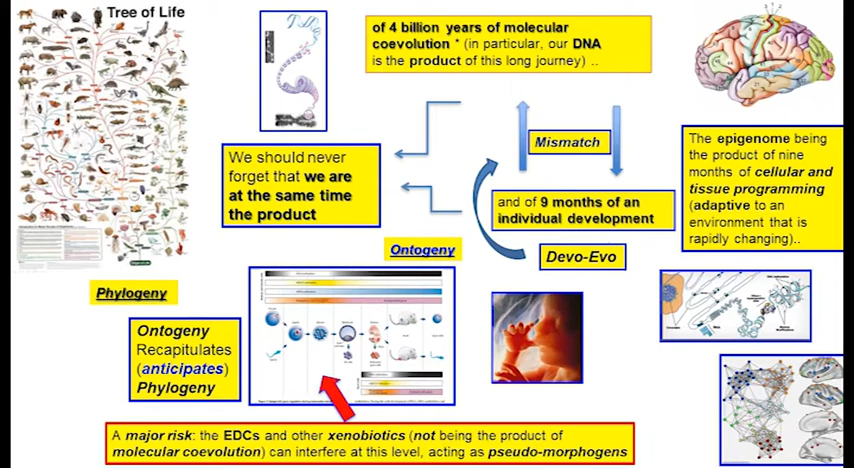 Tree of Life
of 4 billion years of molecular
coevolution * (in particular, our DNA
is the product of this long journey) ..
Mismatch
We should never
forget that we are
at the same time
the product
The epigenome being
the product of nine
months of cellular and
tissue programming
(adaptive to an
environment that is
rapidly changing)..
and of 9 months of an
individual development
Ontogeny
Devo-Evo
Phylogeny
Ontogeny
Recapitulates
(anticipates)
Phylogeny
A major risk: the EDCs and other xenobiotics (not being the product of
molecular coevolution) can interfere at this level, acting as pseudo-morphogens